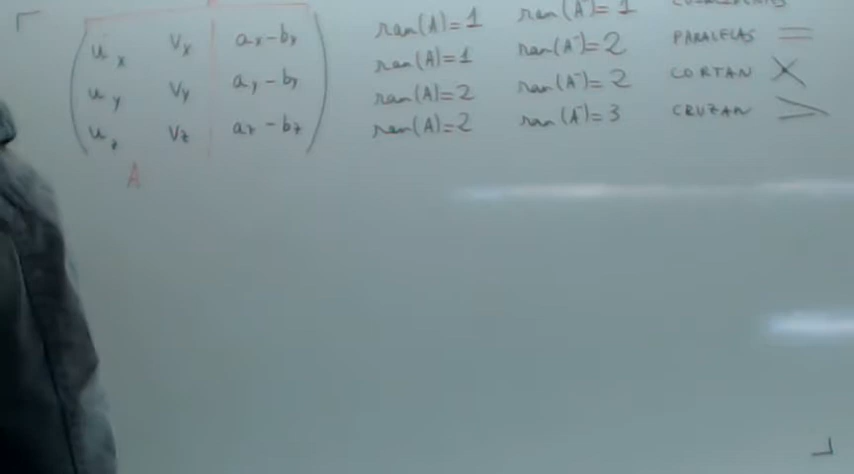 u_x v_x a_x-b_x ran(A)=1 ran(A⁻)=1
u_y v_y a_y-b_y ran(A)=1 ran(A⁻)=2 PARALELAS
u_z v_z a_z-b_z ran(A)=2 ran(A⁻)=2 CORTAN
ran(A)=2 ran(A⁻)=3 CRUZAN
A